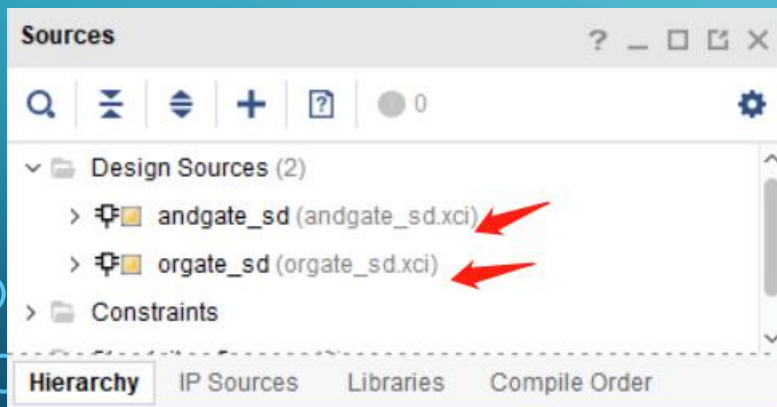 Sources
0
Design Sources (2)
andgate_sd (andgate_sd.xci)
orgate_sd (orgate_sd.xci)
Constraints
Hierarchy IP Sources Libraries Compile Order